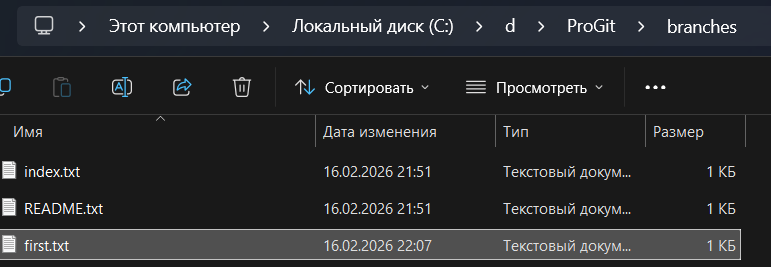 Этот компьютер > Локальный диск (C:) > d > ProGit > branches
Сортировать Просмотреть
Имя Дата изменения Тип Размер
index.txt 16.02.2026 21:51 Текстовый докум... 1 КБ
README.txt 16.02.2026 21:51 Текстовый докум... 1 КБ
first.txt 16.02.2026 22:07 Текстовый докум... 1 КБ